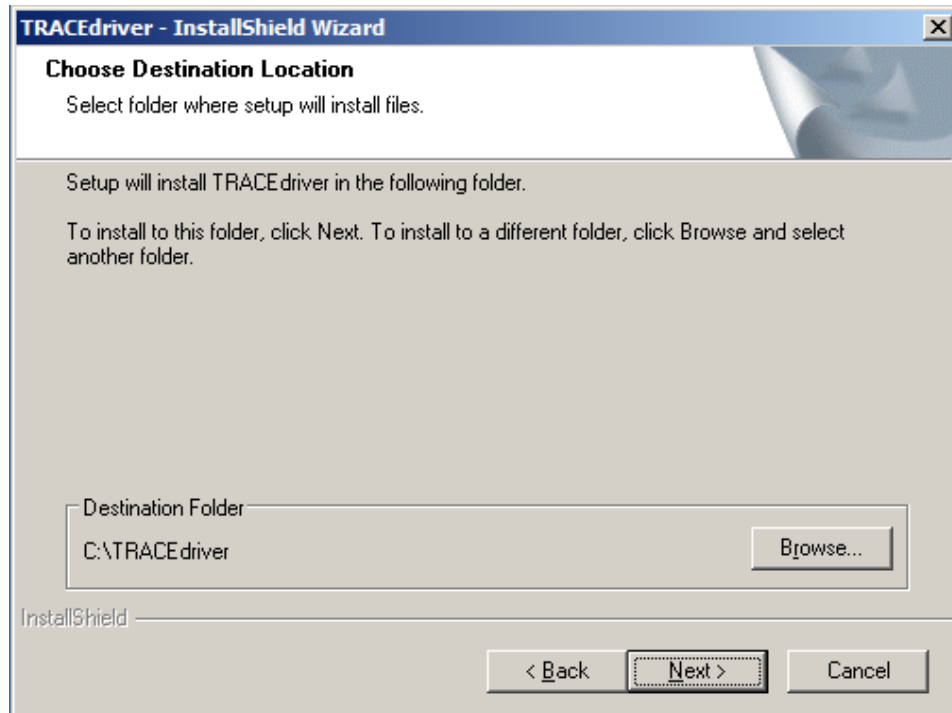 TRACEdriver - InstallShield Wizard
Choose Destination Location
Select folder where setup will install files.
Setup will install TRACEdriver in the following folder.
To install to this folder, click Next. To install to a different folder, click Browse and select
another folder.
Destination Folder
C:\TRACEdriver
Browse...
InstallShield
< Back
Next >
Cancel